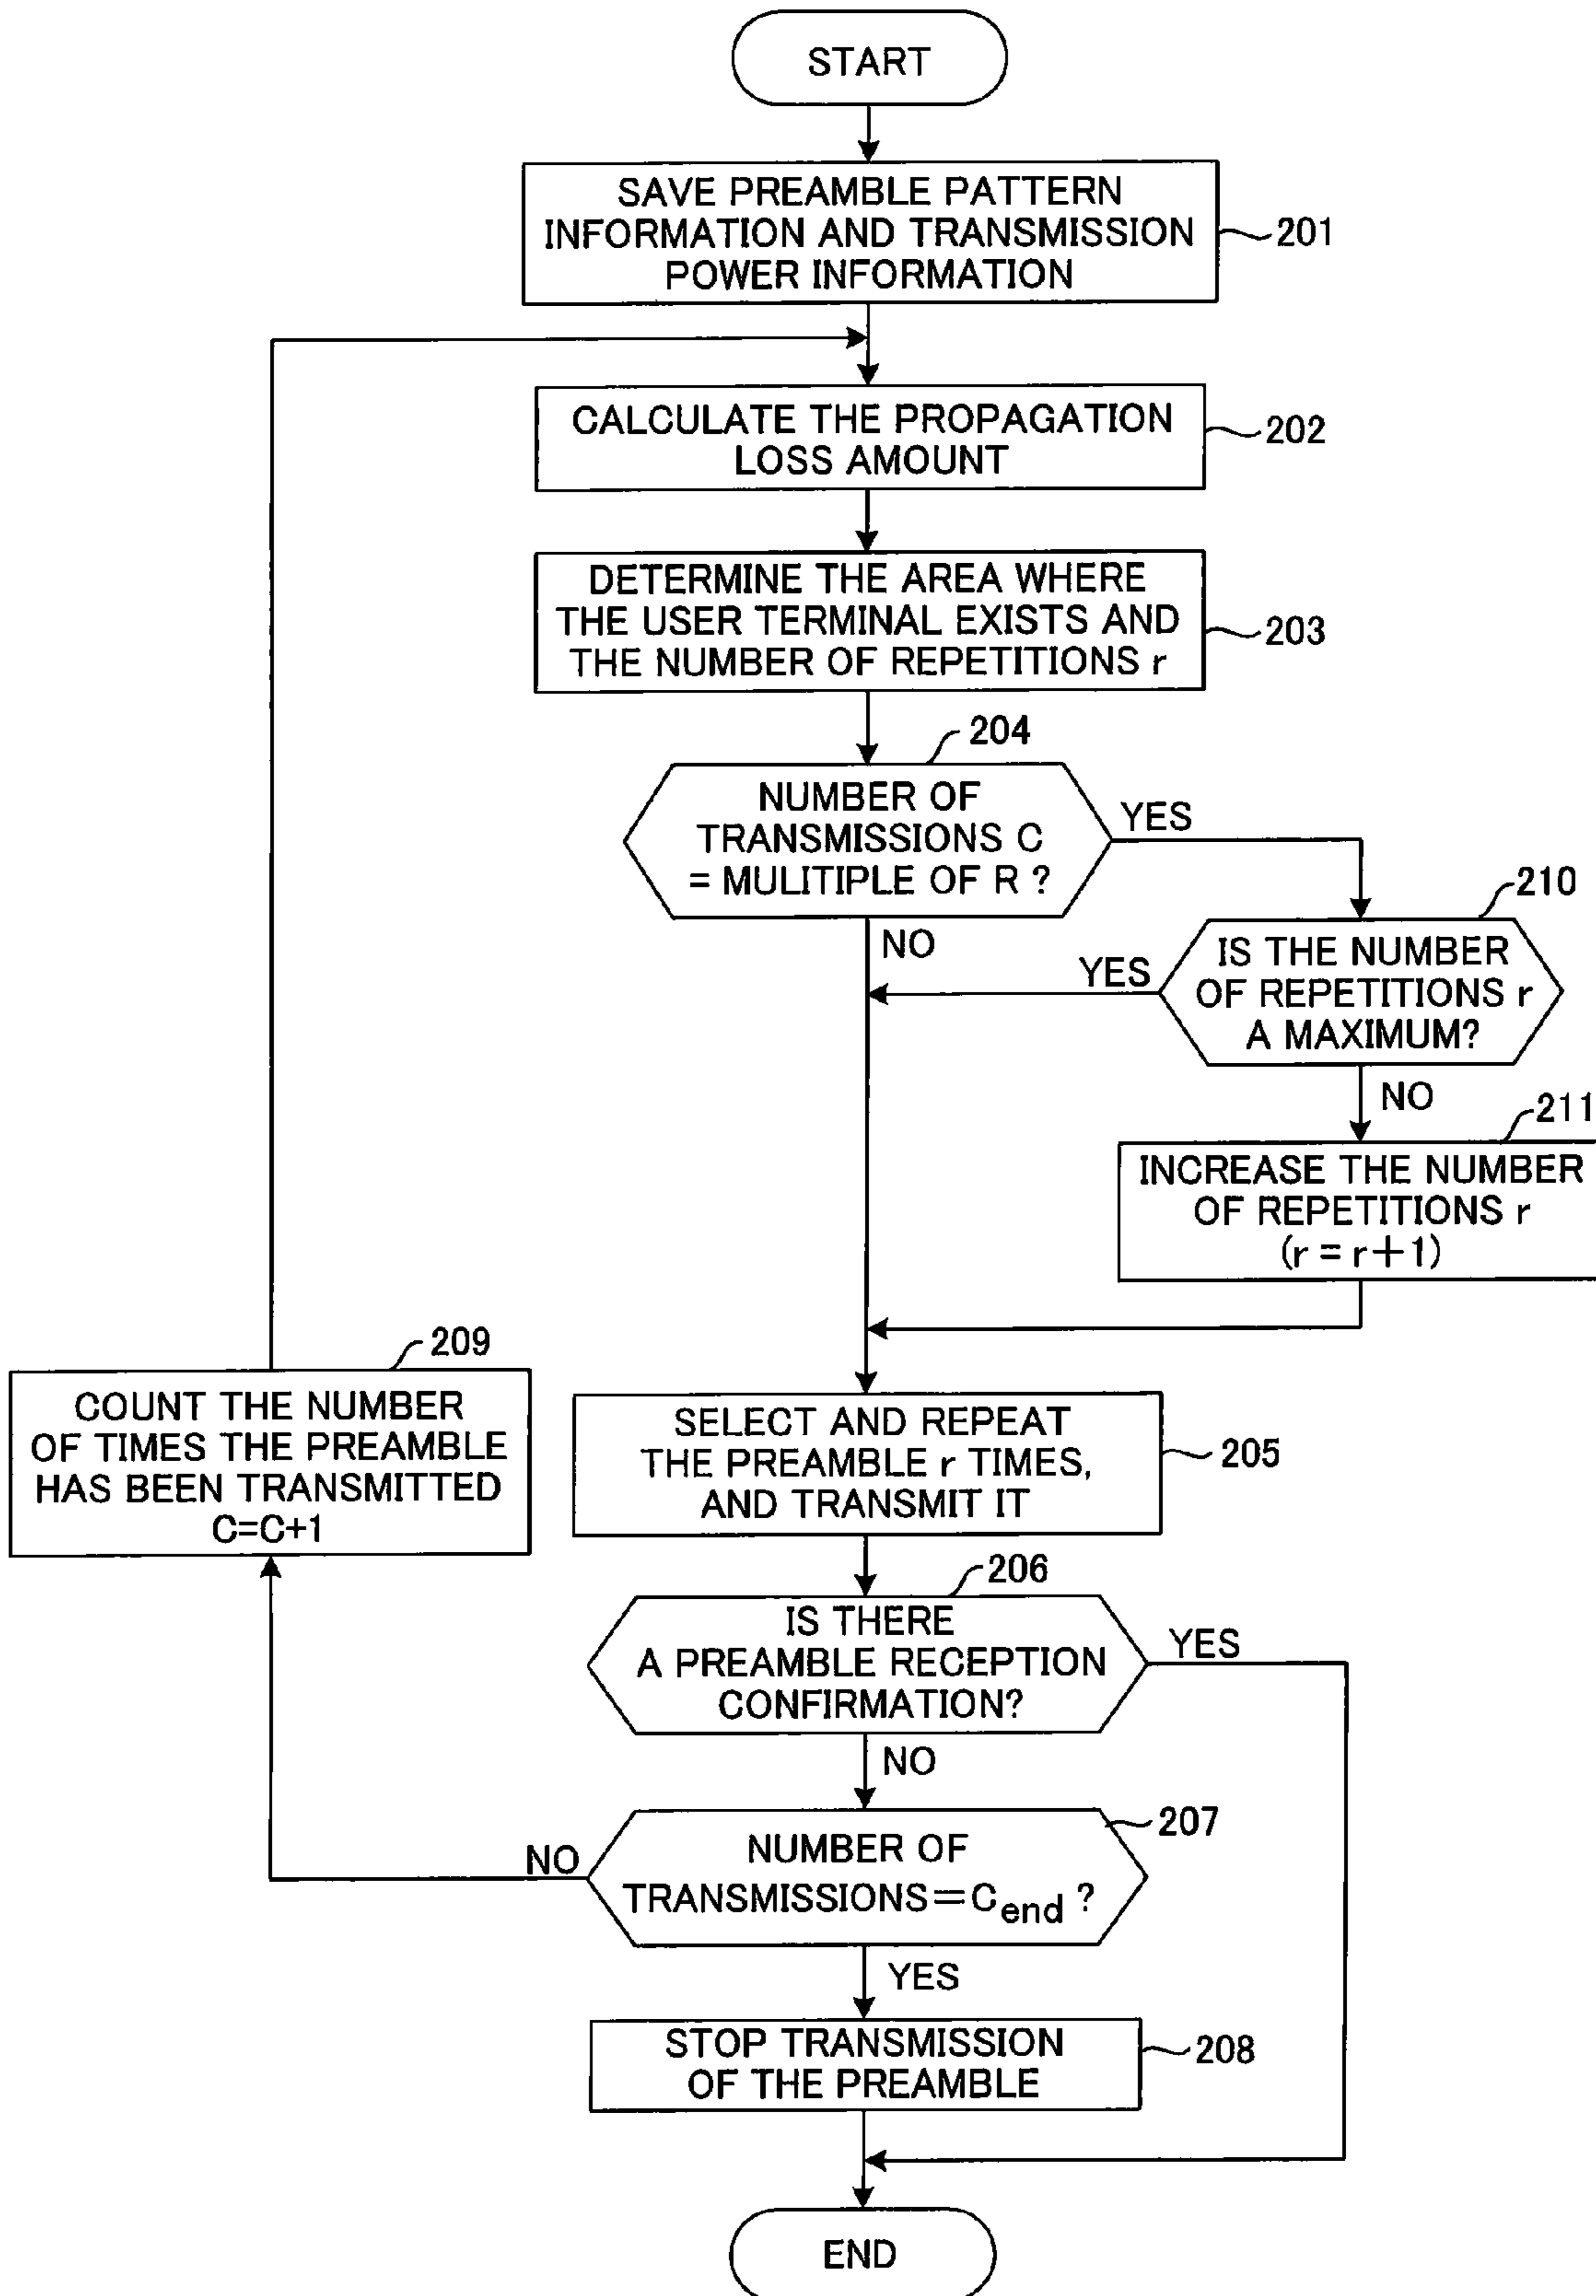 START
SAVE PREAMBLE PATTERN
INFORMATION AND TRANSMISSION
POWER INFORMATION
201
CALCULATE THE PROPAGATION
LOSS AMOUNT
202
DETERMINE THE AREA WHERE
THE USER TERMINAL EXISTS AND
THE NUMBER OF REPETITIONS r
203
204
NUMBER OF
TRANSMISSIONS C
= MULITIPLE OF R ?
YES
NO
210
IS THE NUMBER
OF REPETITIONS r
A MAXIMUM?
YES
NO
211
INCREASE THE NUMBER
OF REPETITIONS r
(r = r+1)
209
COUNT THE NUMBER
OF TIMES THE PREAMBLE
HAS BEEN TRANSMITTED
C=C+1
SELECT AND REPEAT
THE PREAMBLE r TIMES,
AND TRANSMIT IT
205
206
IS THERE
A PREAMBLE RECEPTION
CONFIRMATION?
YES
NO
207
NUMBER OF
TRANSMISSIONS=Cend ?
NO
YES
STOP TRANSMISSION
OF THE PREAMBLE
208
END